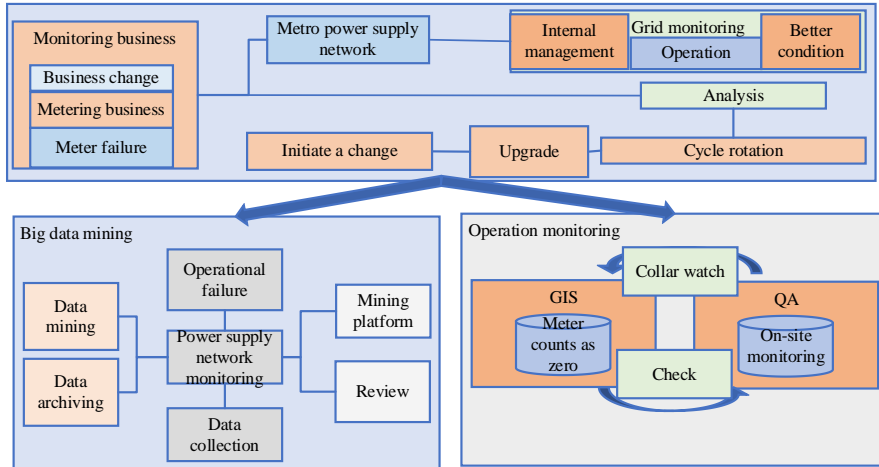 Monitoring business
Business change
Metering business
Meter failure
Metro power supply
network
Grid monitoring
Internal
management
Operation
Better
condition
Analysis
Initiate a change
Upgrade
Cycle rotation
Big data mining
Operational
failure
Data
mining
Data
archiving
Power supply
network
monitoring
Mining
platform
Review
Data
collection
Operation monitoring
Collar watch
GIS
Meter
counts as
zero
QA
On-site
monitoring
Check